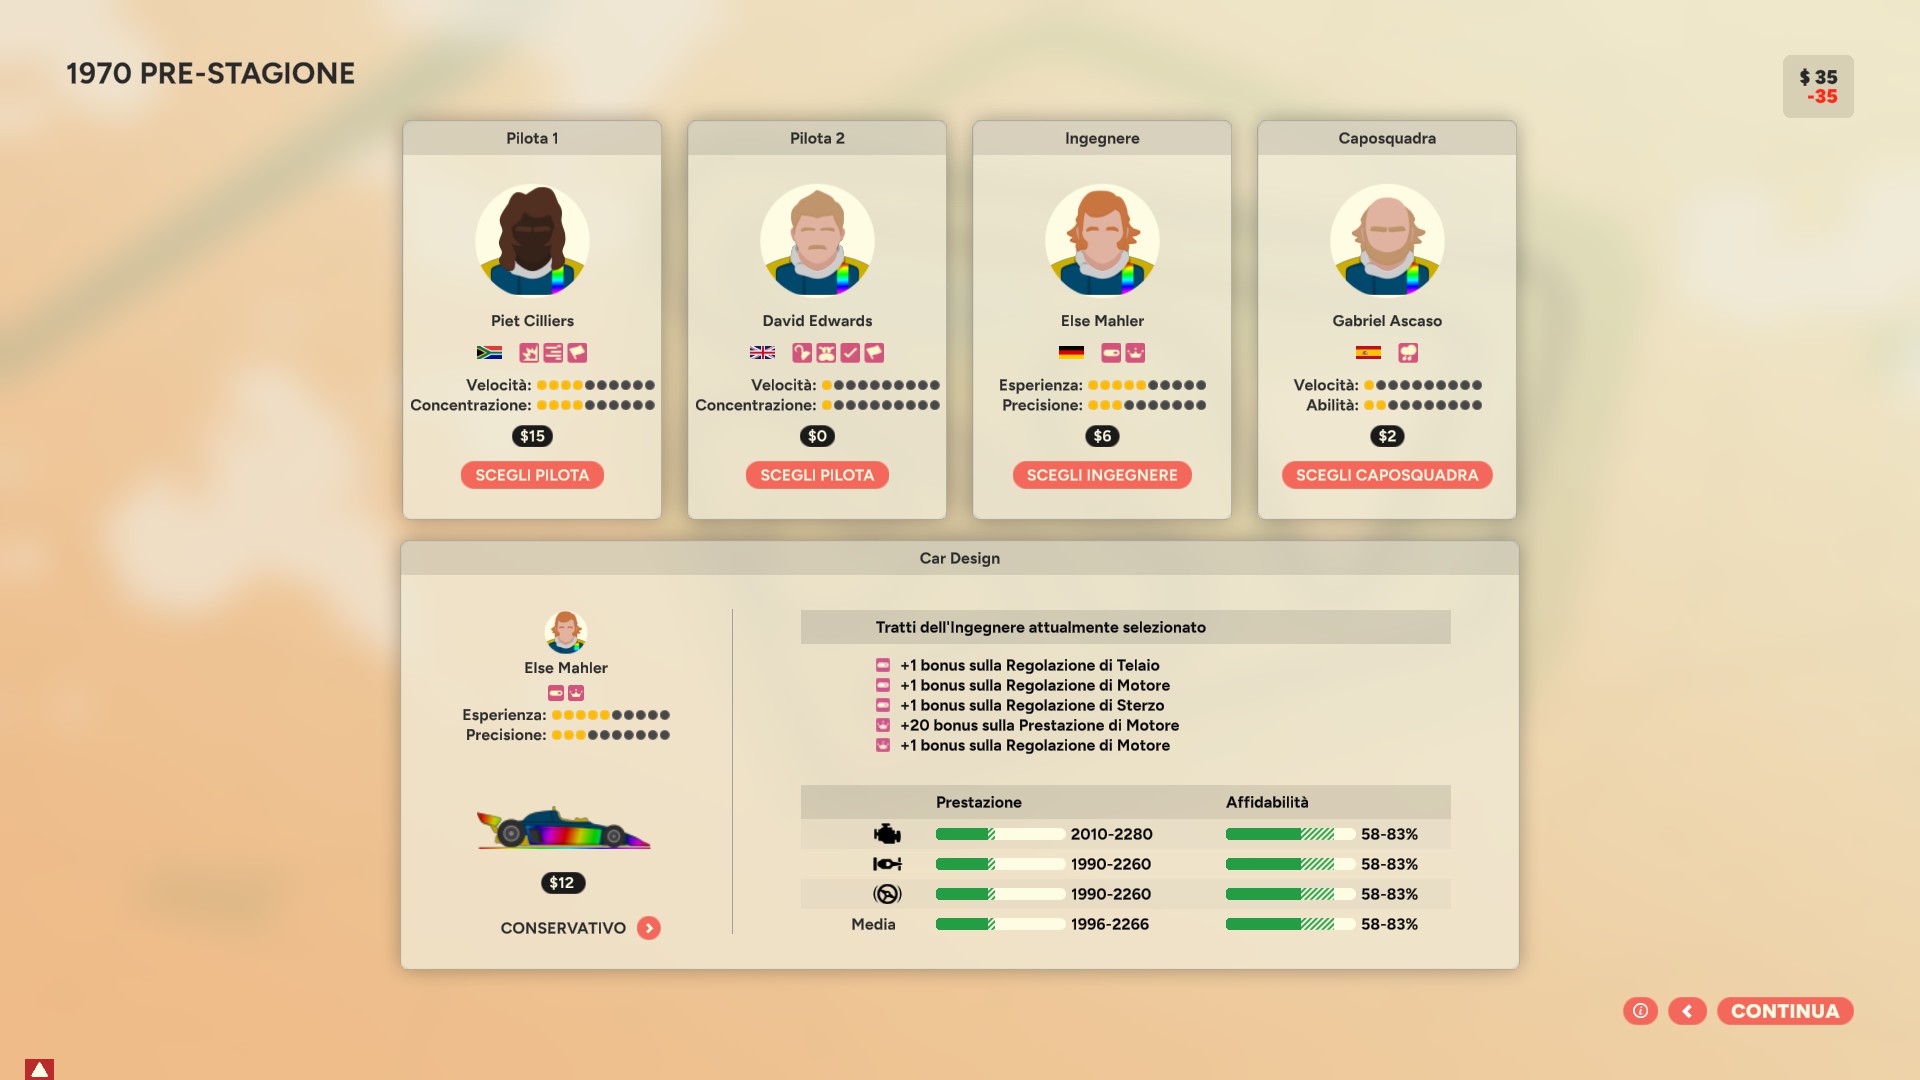 1970 PRE-STAGIONE
$ 35
-35
Pilota 1
Piet Cilliers
Velocità:
Concentrazione:
$15
SCEGLI PILOTA
Pilota 2
David Edwards
Velocità:
Concentrazione:
$0
SCEGLI PILOTA
Ingegnere
Else Mahler
Esperienza:
Precisione:
$6
SCEGLI INGEGNERE
Caposquadra
Gabriel Ascaso
Velocità:
Abilità:
$2
SCEGLI CAPOSQUADRA
Car Design
Else Mahler
Esperienza:
Precisione:
$12
CONSERVATIVO
Tratti dell'Ingegnere attualmente selezionato
+1 bonus sulla Regolazione di Telaio
+1 bonus sulla Regolazione di Motore
+1 bonus sulla Regolazione di Sterzo
+20 bonus sulla Prestazione di Motore
+1 bonus sulla Regolazione di Motore
Prestazione Affidabilità
2010-2280 58-83%
1990-2260 58-83%
1990-2260 58-83%
Media 1996-2266 58-83%
CONTINUA